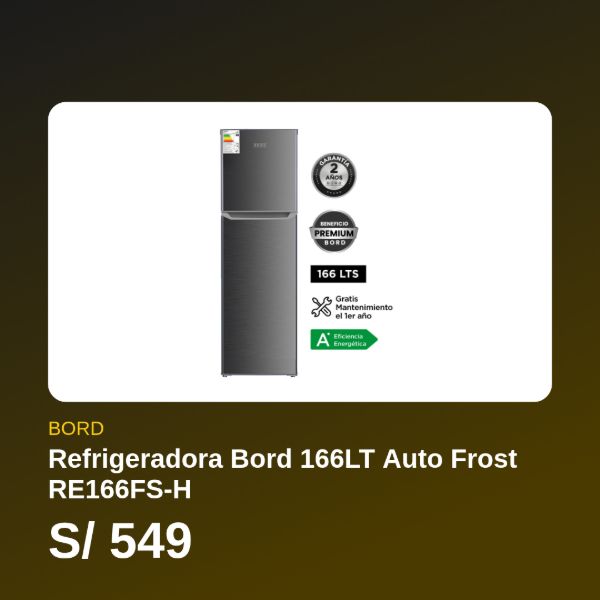 GARANTÍA
2
AÑOS
BENEFICIO
PREMIUM
BORD
166 LTS
Gratis
Mantenimiento
el 1er año
A
Eficiencia
Energética
BORD
Refrigeradora Bord 166LT Auto Frost
RE166FS-H
S/ 549